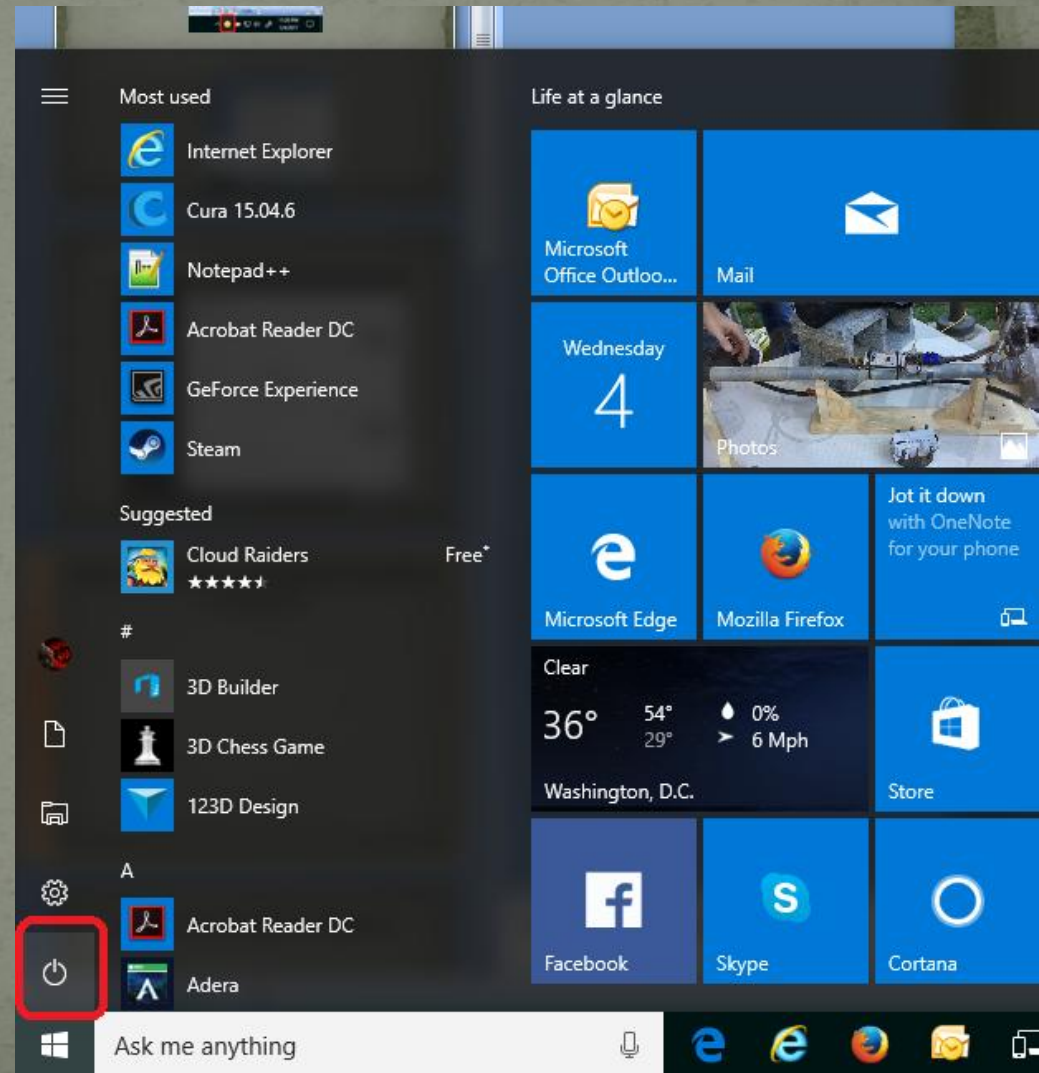 Most used
Internet Explorer
Cura 15.04.6
Notepad++
Acrobat Reader DC
GeForce Experience
Steam
Suggested
Cloud Raiders
Free*
#
3D Builder
3D Chess Game
123D Design
A
Acrobat Reader DC
Adera
Ask me anything
Life at a glance
Microsoft
Office Outloo...
Mail
Wednesday
4
Photos
Microsoft Edge
Mozilla Firefox
Jot it down
with OneNote
for your phone
Clear
36°
54°
29°
0%
6 Mph
Washington, D.C.
Store
Facebook
Skype
Cortana